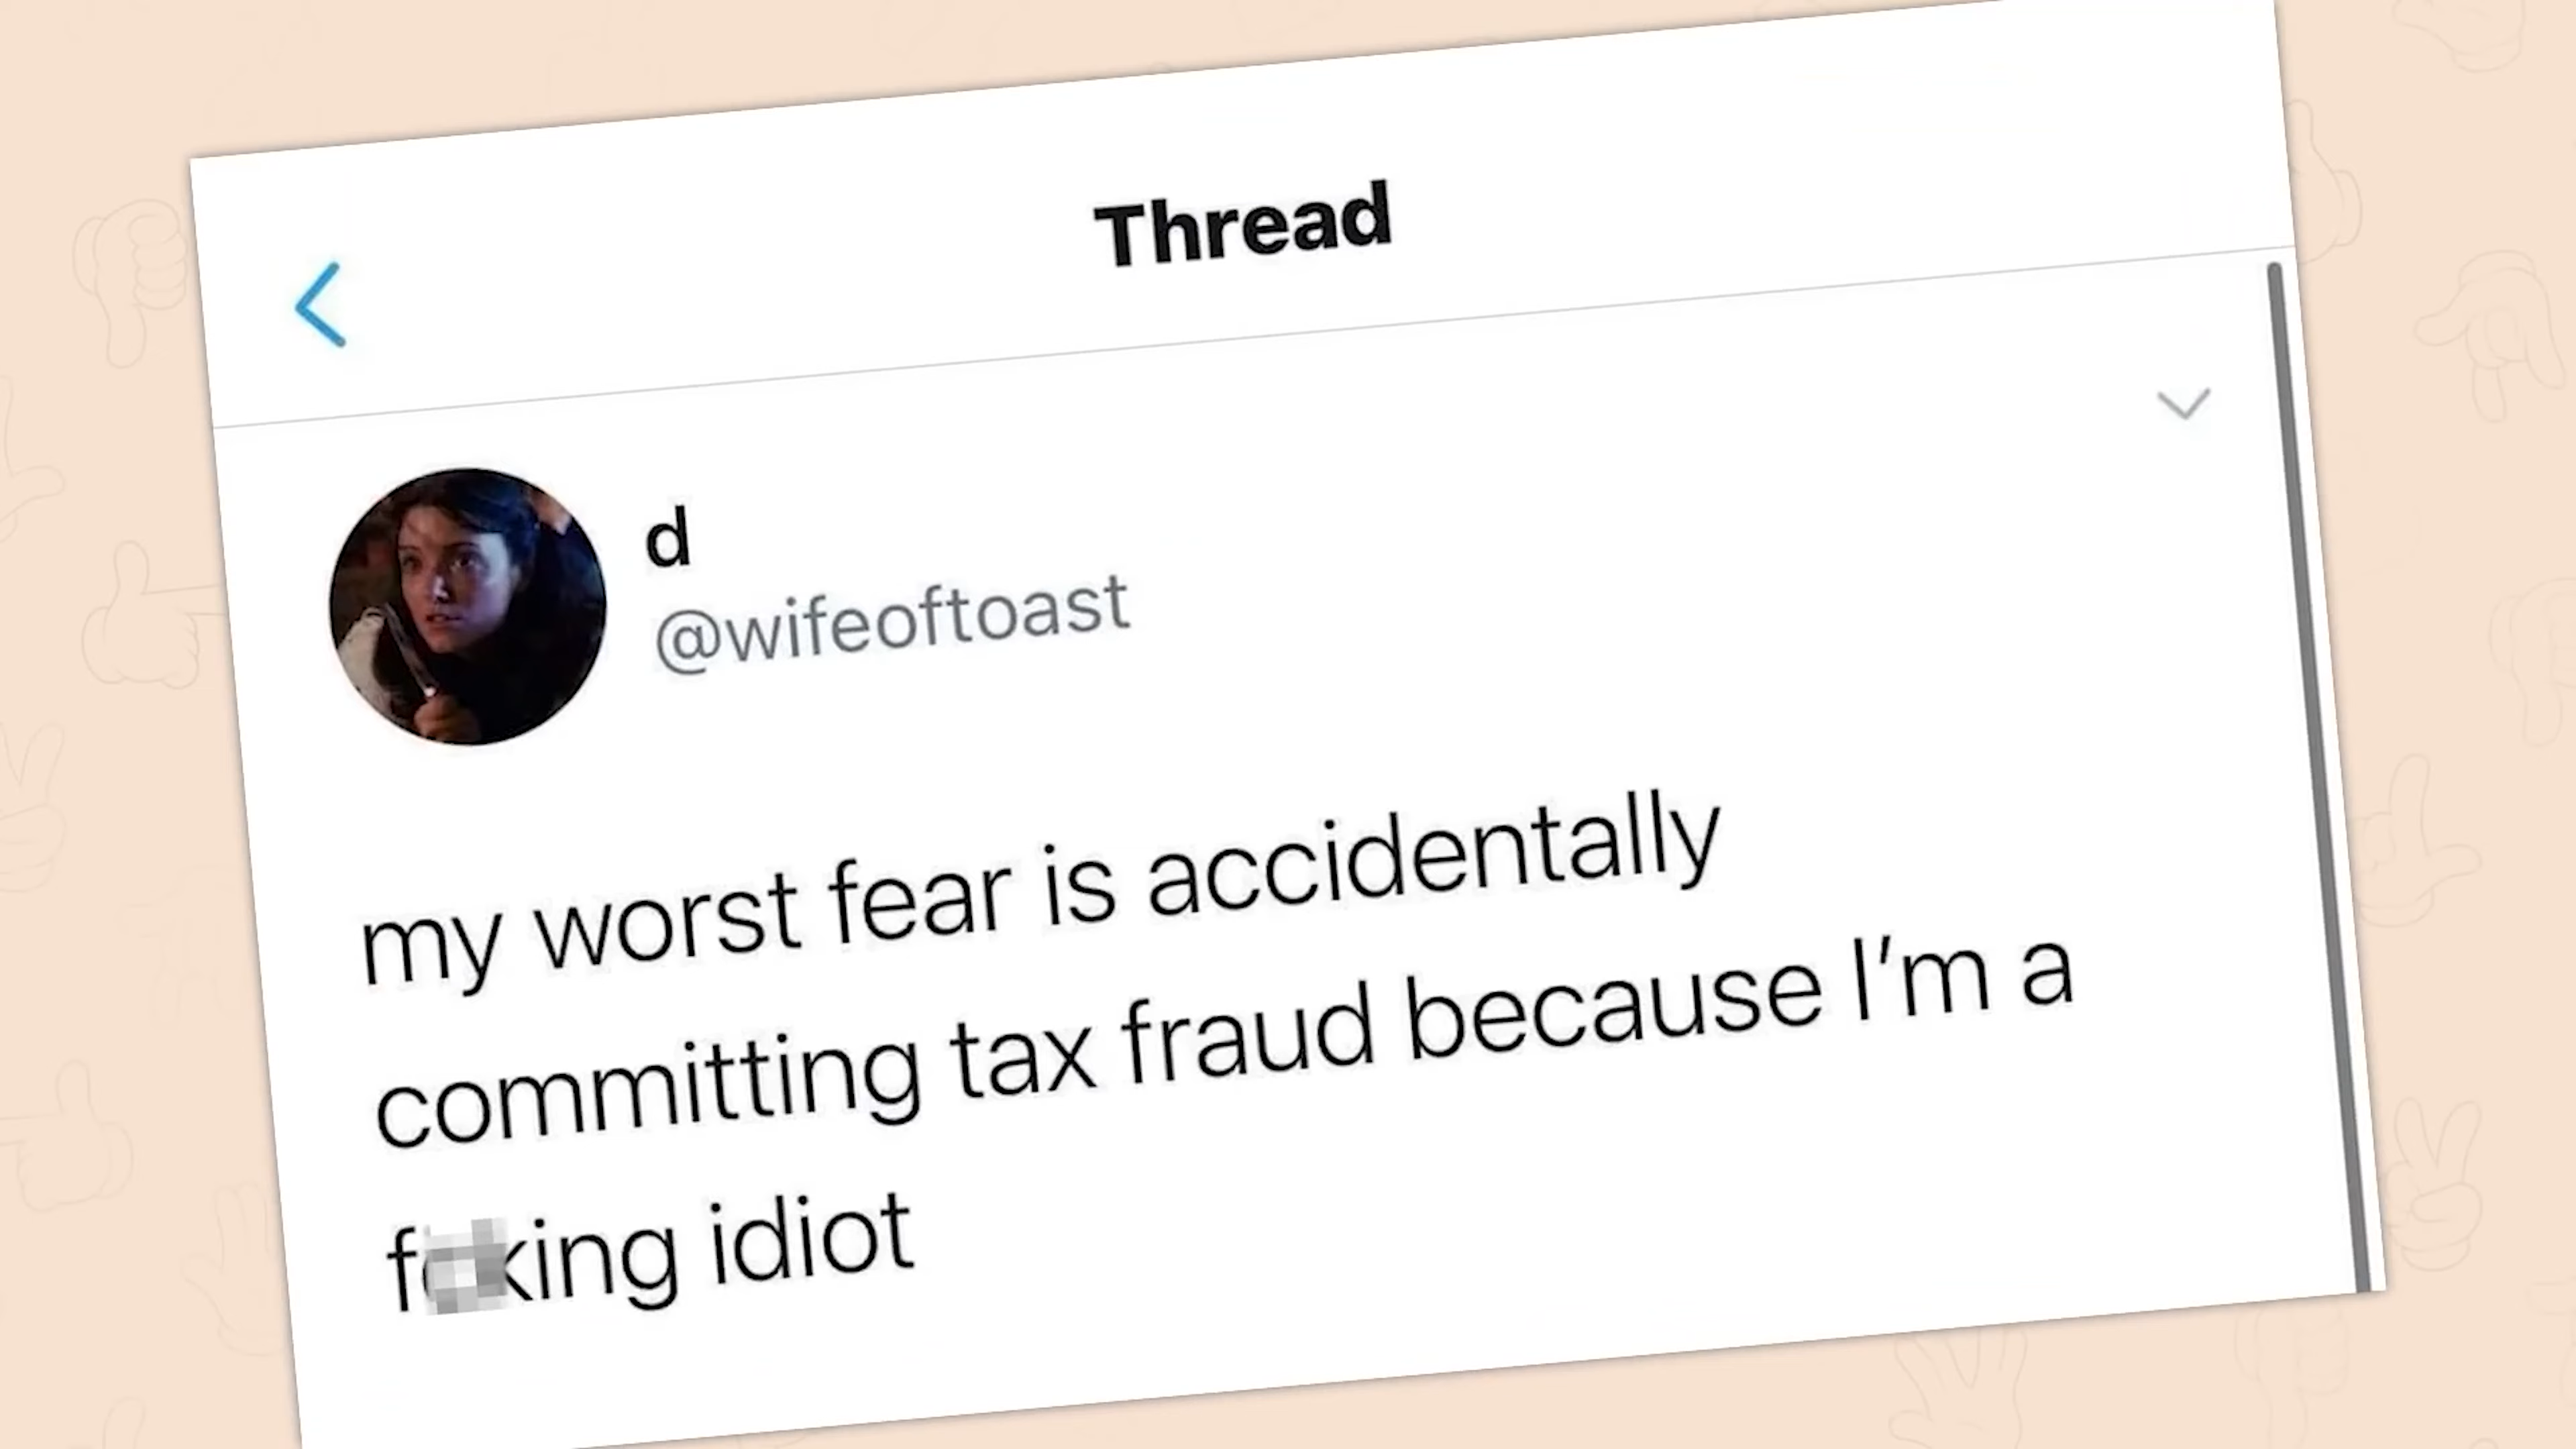 Thread
d
@wifeoftoast
my worst fear is accidentally
committing tax fraud because I'm a
idiot